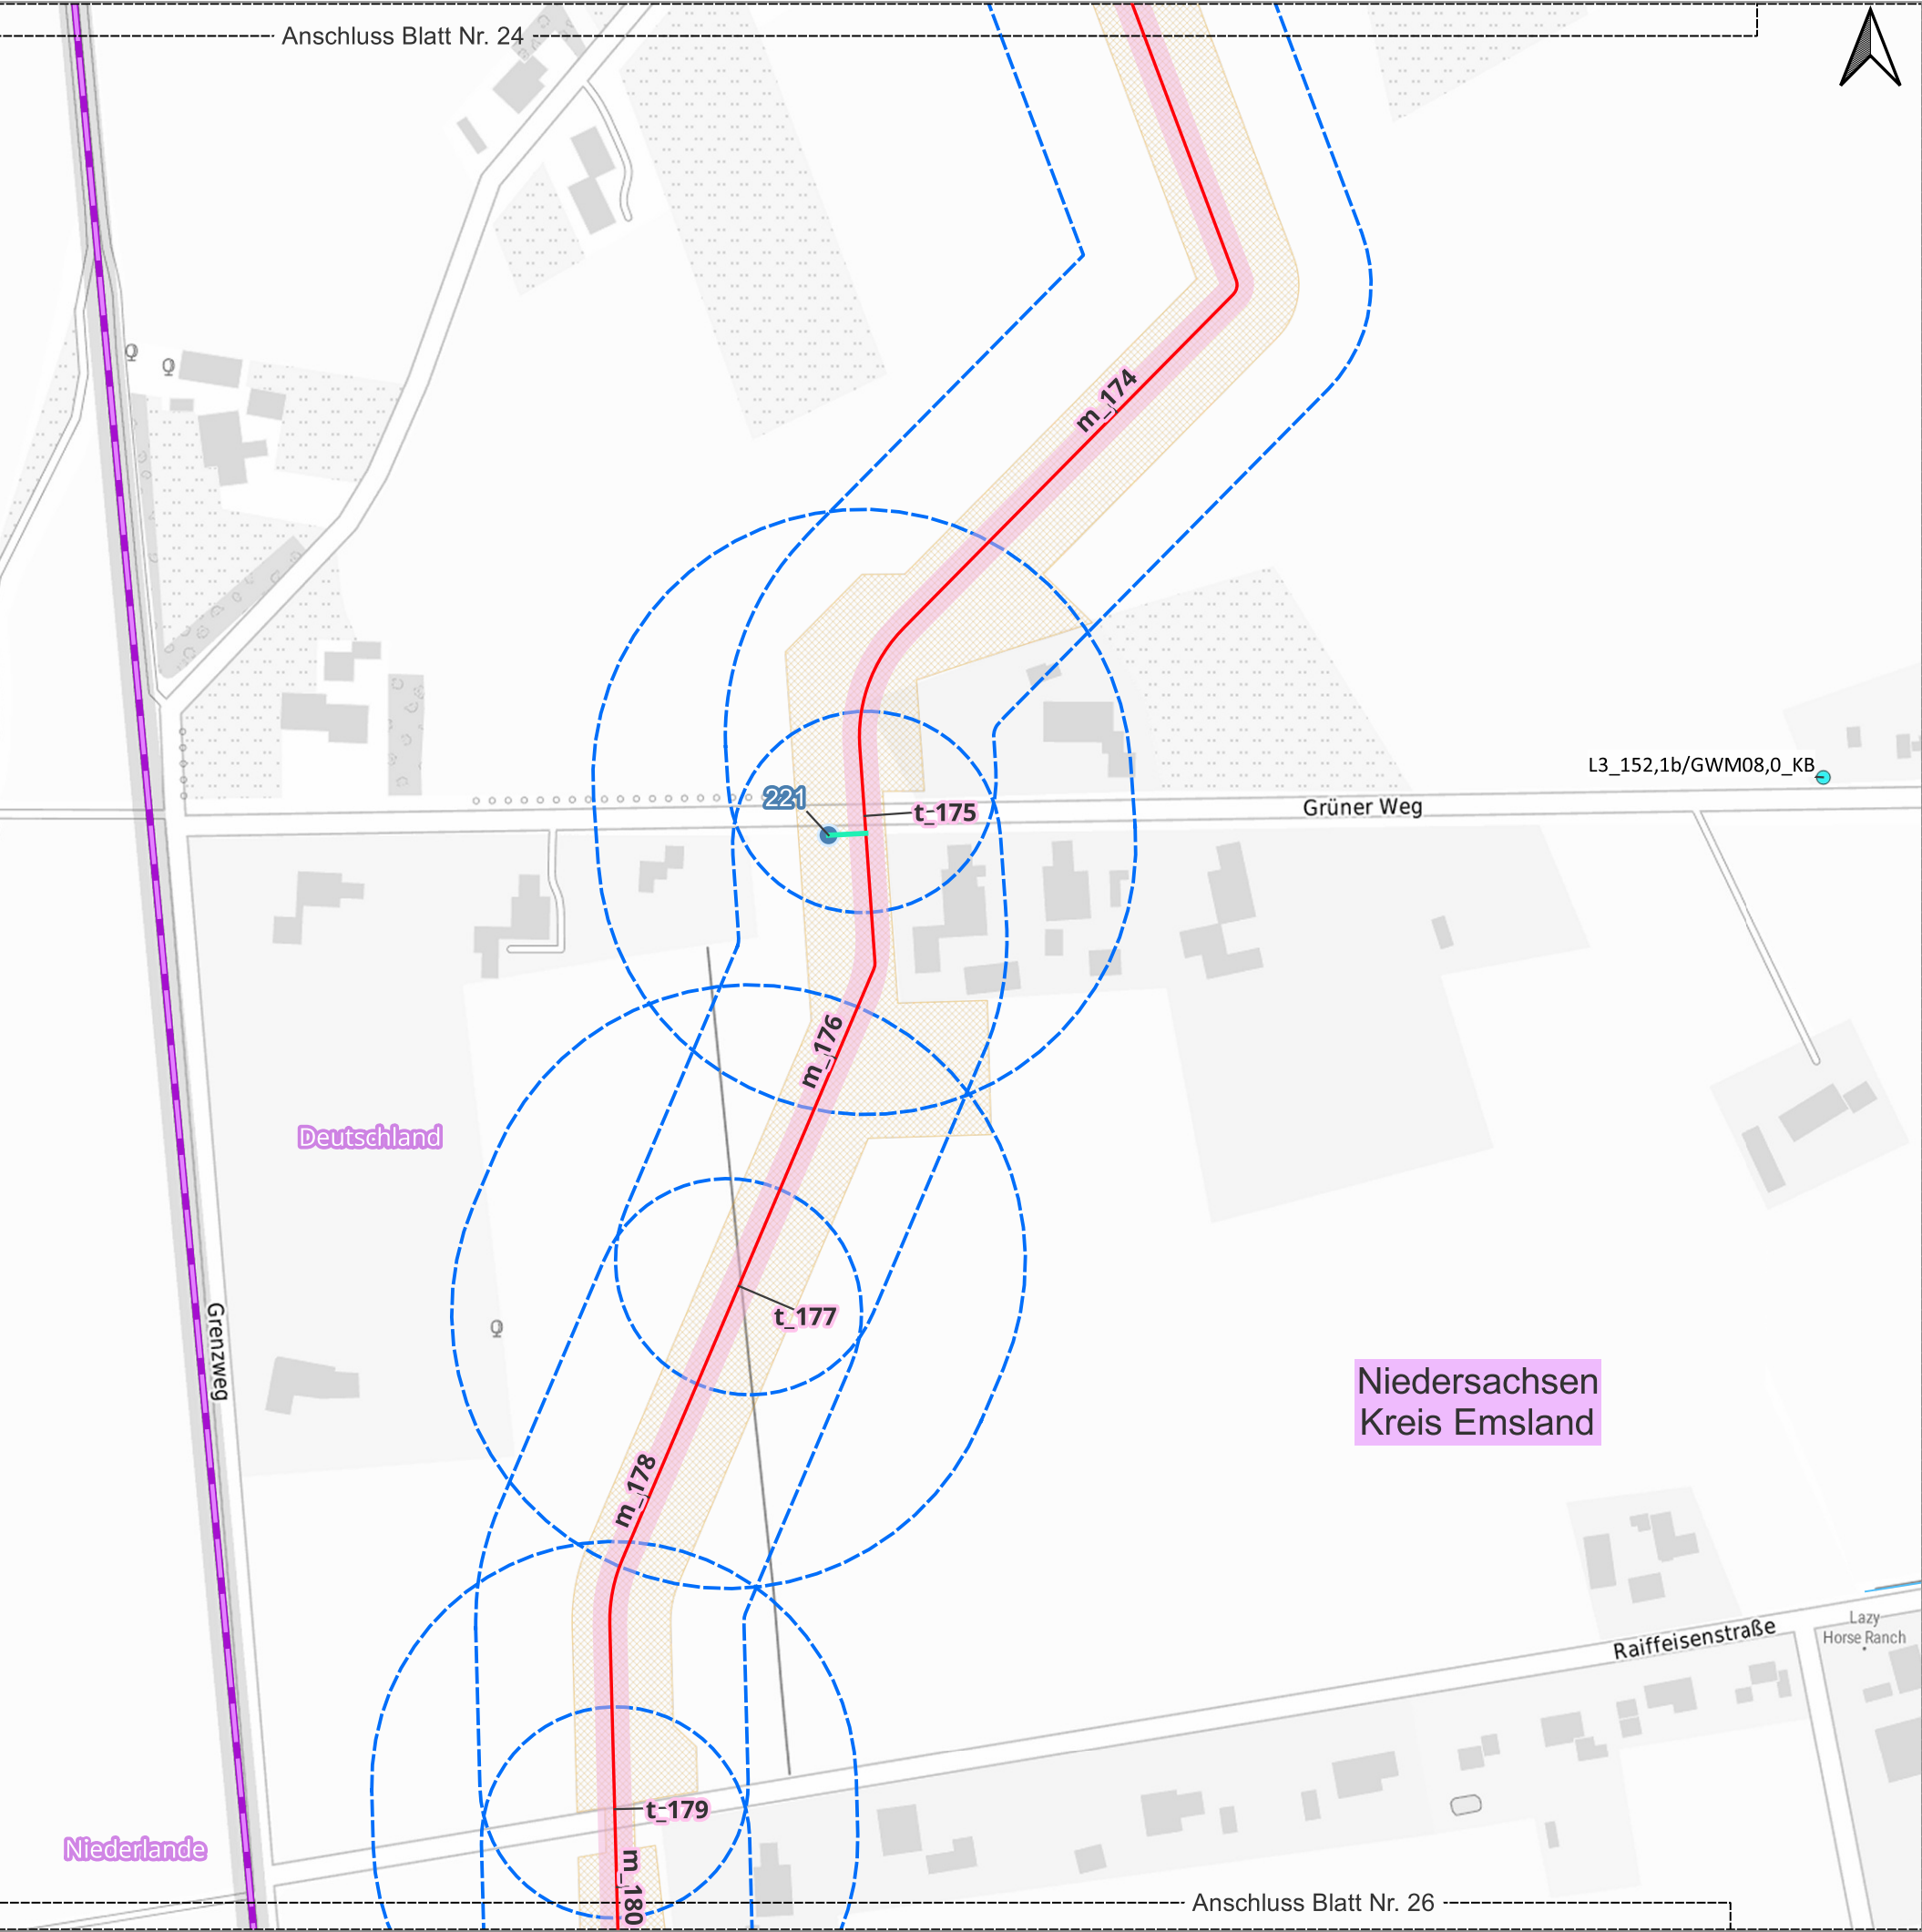 Anschluss Blatt Nr. 24
m_174
L3_152,1b/GWM08,0_KB
221
t_175
Grüner Weg
m_176
Deutschland
t_177
Grenzweg
Niedersachsen
Kreis Emsland
m_178
Lazy
Horse Ranch
Raiffeisenstraße
t_179
Niederlande
m_180
Anschluss Blatt Nr. 26